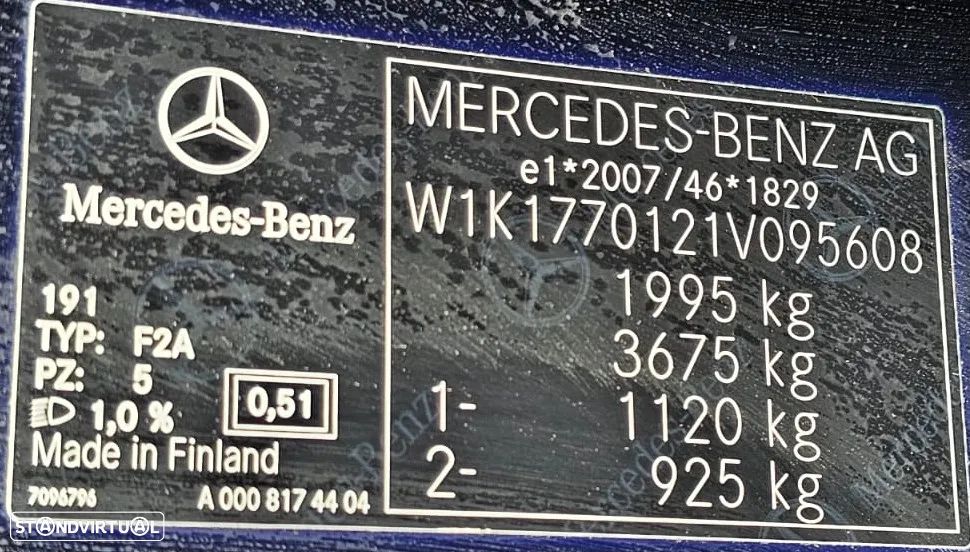 Mercedes-Benz
191
TYP: F2A
PZ: 5
1,0 %
0,51
Made in Finland
7096796
A 000 817 44 04
MERCEDES-BENZ AG
e1*2007/46*1829
W1K1770121V095608
1995 kg
3675 kg
1- 1120 kg
2- 925 kg
STANDVIRTUAL